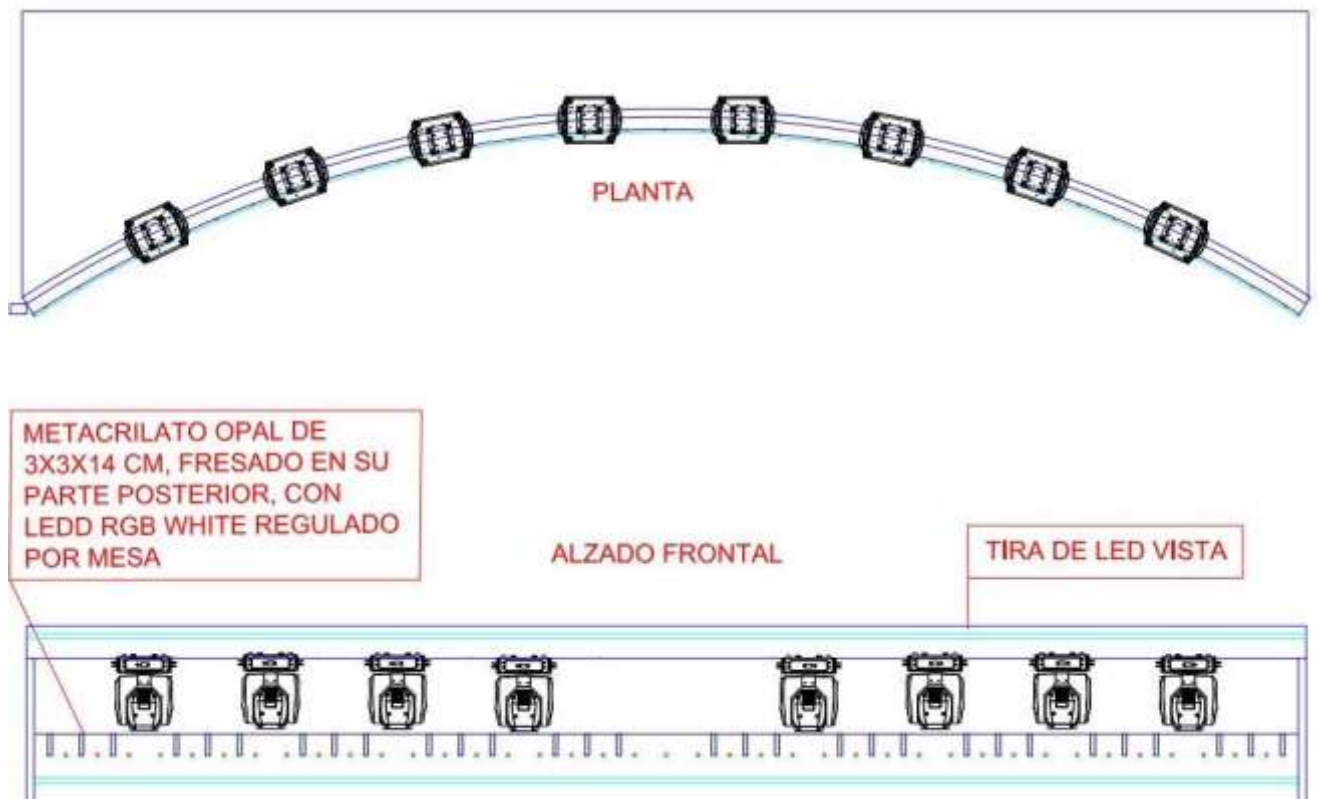 PLANTA
METACRILATO OPAL DE
3X3X14 CM, FRESADO EN SU
PARTE POSTERIOR, CON
LEDD RGB WHITE REGULADO
POR MESA
ALZADO FRONTAL
TIRA DE LED VISTA